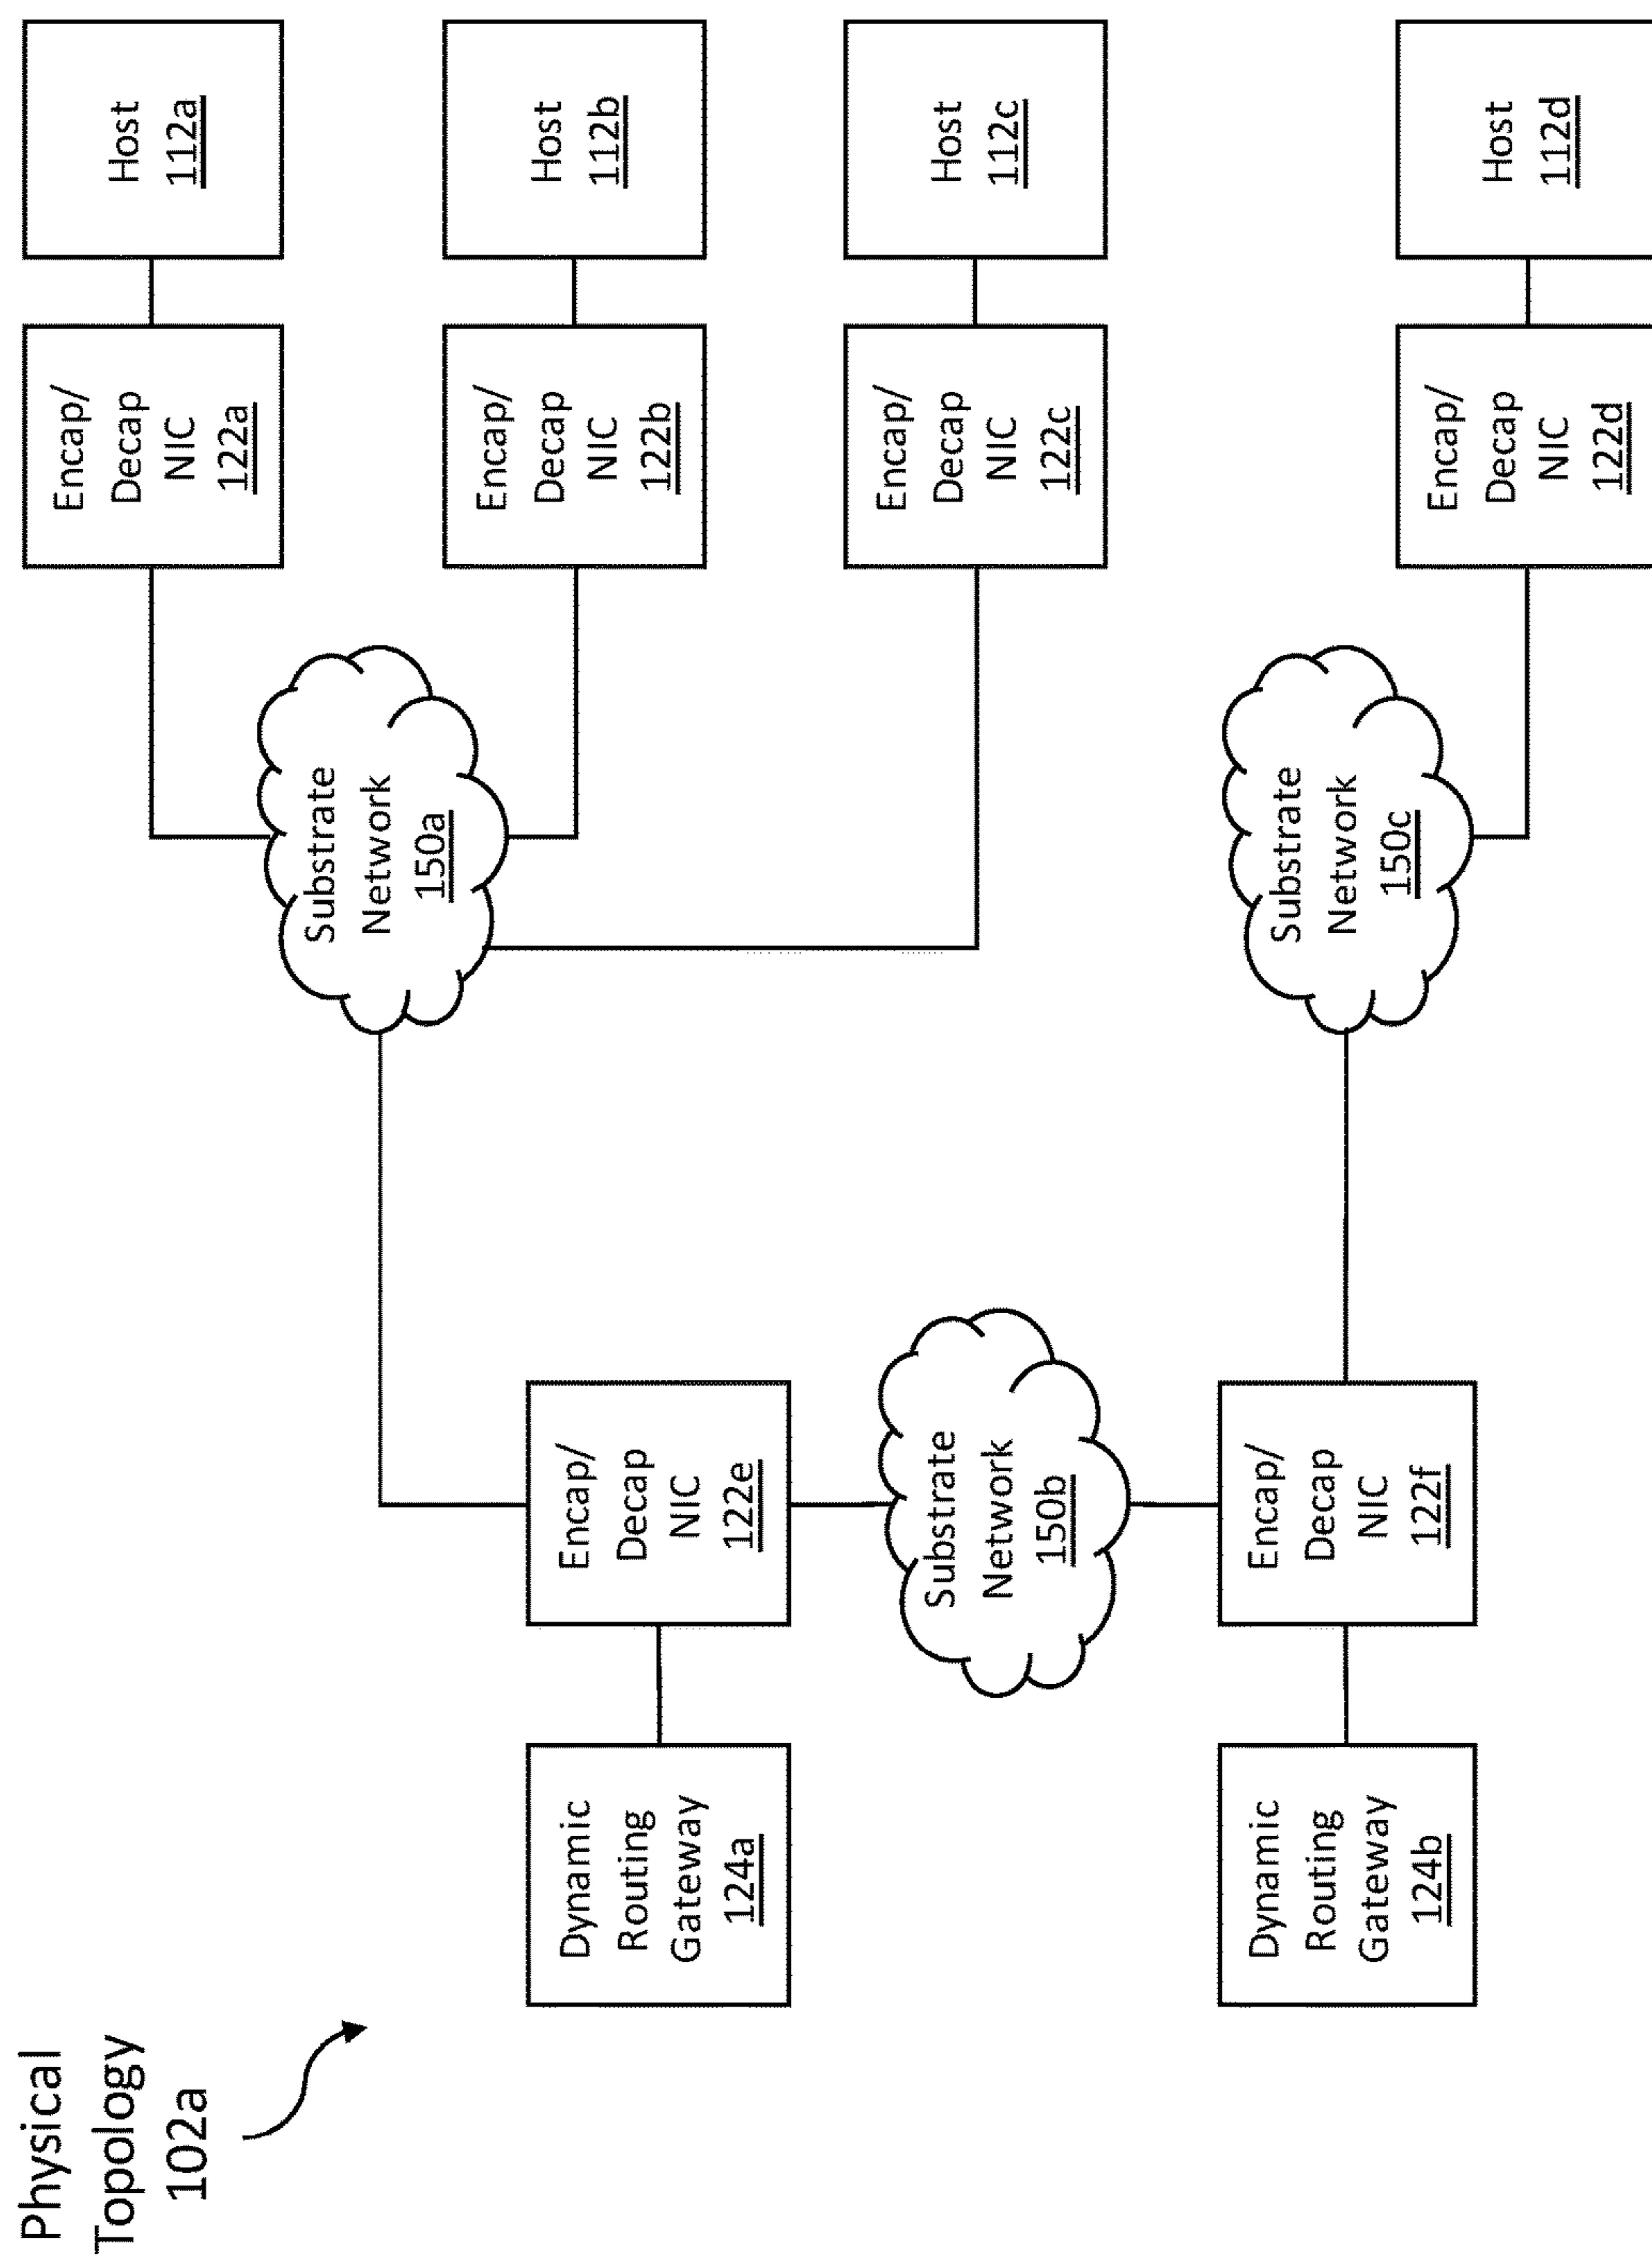 Physical
Topology
102a
Dynamic
Routing
Gateway
124a
Encap/
Decap
NIC
122e
Substrate
Network
150a
Encap/
Decap
NIC
122a
Host
112a
Encap/
Decap
NIC
122b
Host
112b
Encap/
Decap
NIC
122c
Host
112c
Substrate
Network
150b
Dynamic
Routing
Gateway
124b
Encap/
Decap
NIC
122f
Substrate
Network
150c
Encap/
Decap
NIC
122d
Host
112d